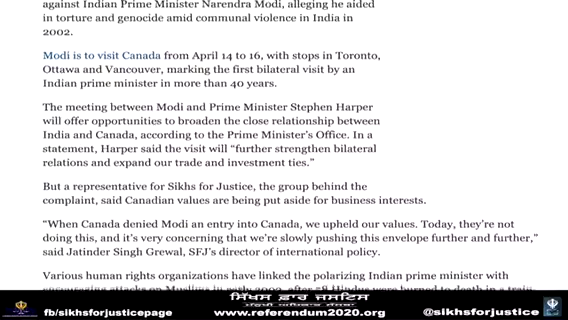 against Indian Prime Minister Narendra Modi, alleging he aided
in torture and genocide amid communal violence in India in
2002.
Modi is to visit Canada from April 14 to 16, with stops in Toronto,
Ottawa and Vancouver, marking the first bilateral visit by an
Indian prime minister in more than 40 years.
The meeting between Modi and Prime Minister Stephen Harper
will offer opportunities to broaden the close relationship between
India and Canada, according to the Prime Minister's Office. In a
statement, Harper said the visit will “further strengthen bilateral
relations and expand our trade and investment ties.”
But a representative for Sikhs for Justice, the group behind the
complaint, said Canadian values are being put aside for business interests.
“When Canada denied Modi an entry into Canada, we upheld our values. Today, they're not
doing this, and it's very concerning that we're slowly pushing this envelope further and further,”
said Jatinder Singh Grewal, SFJ's director of international policy.
Various human rights organizations have linked the polarizing Indian prime minister with
ਸਿੱਖਸ ਫ਼ਾਰ ਜਸਟਿਸ
fb/sikhsforjusticepage www.referendum2020.org @sikhsforjustice